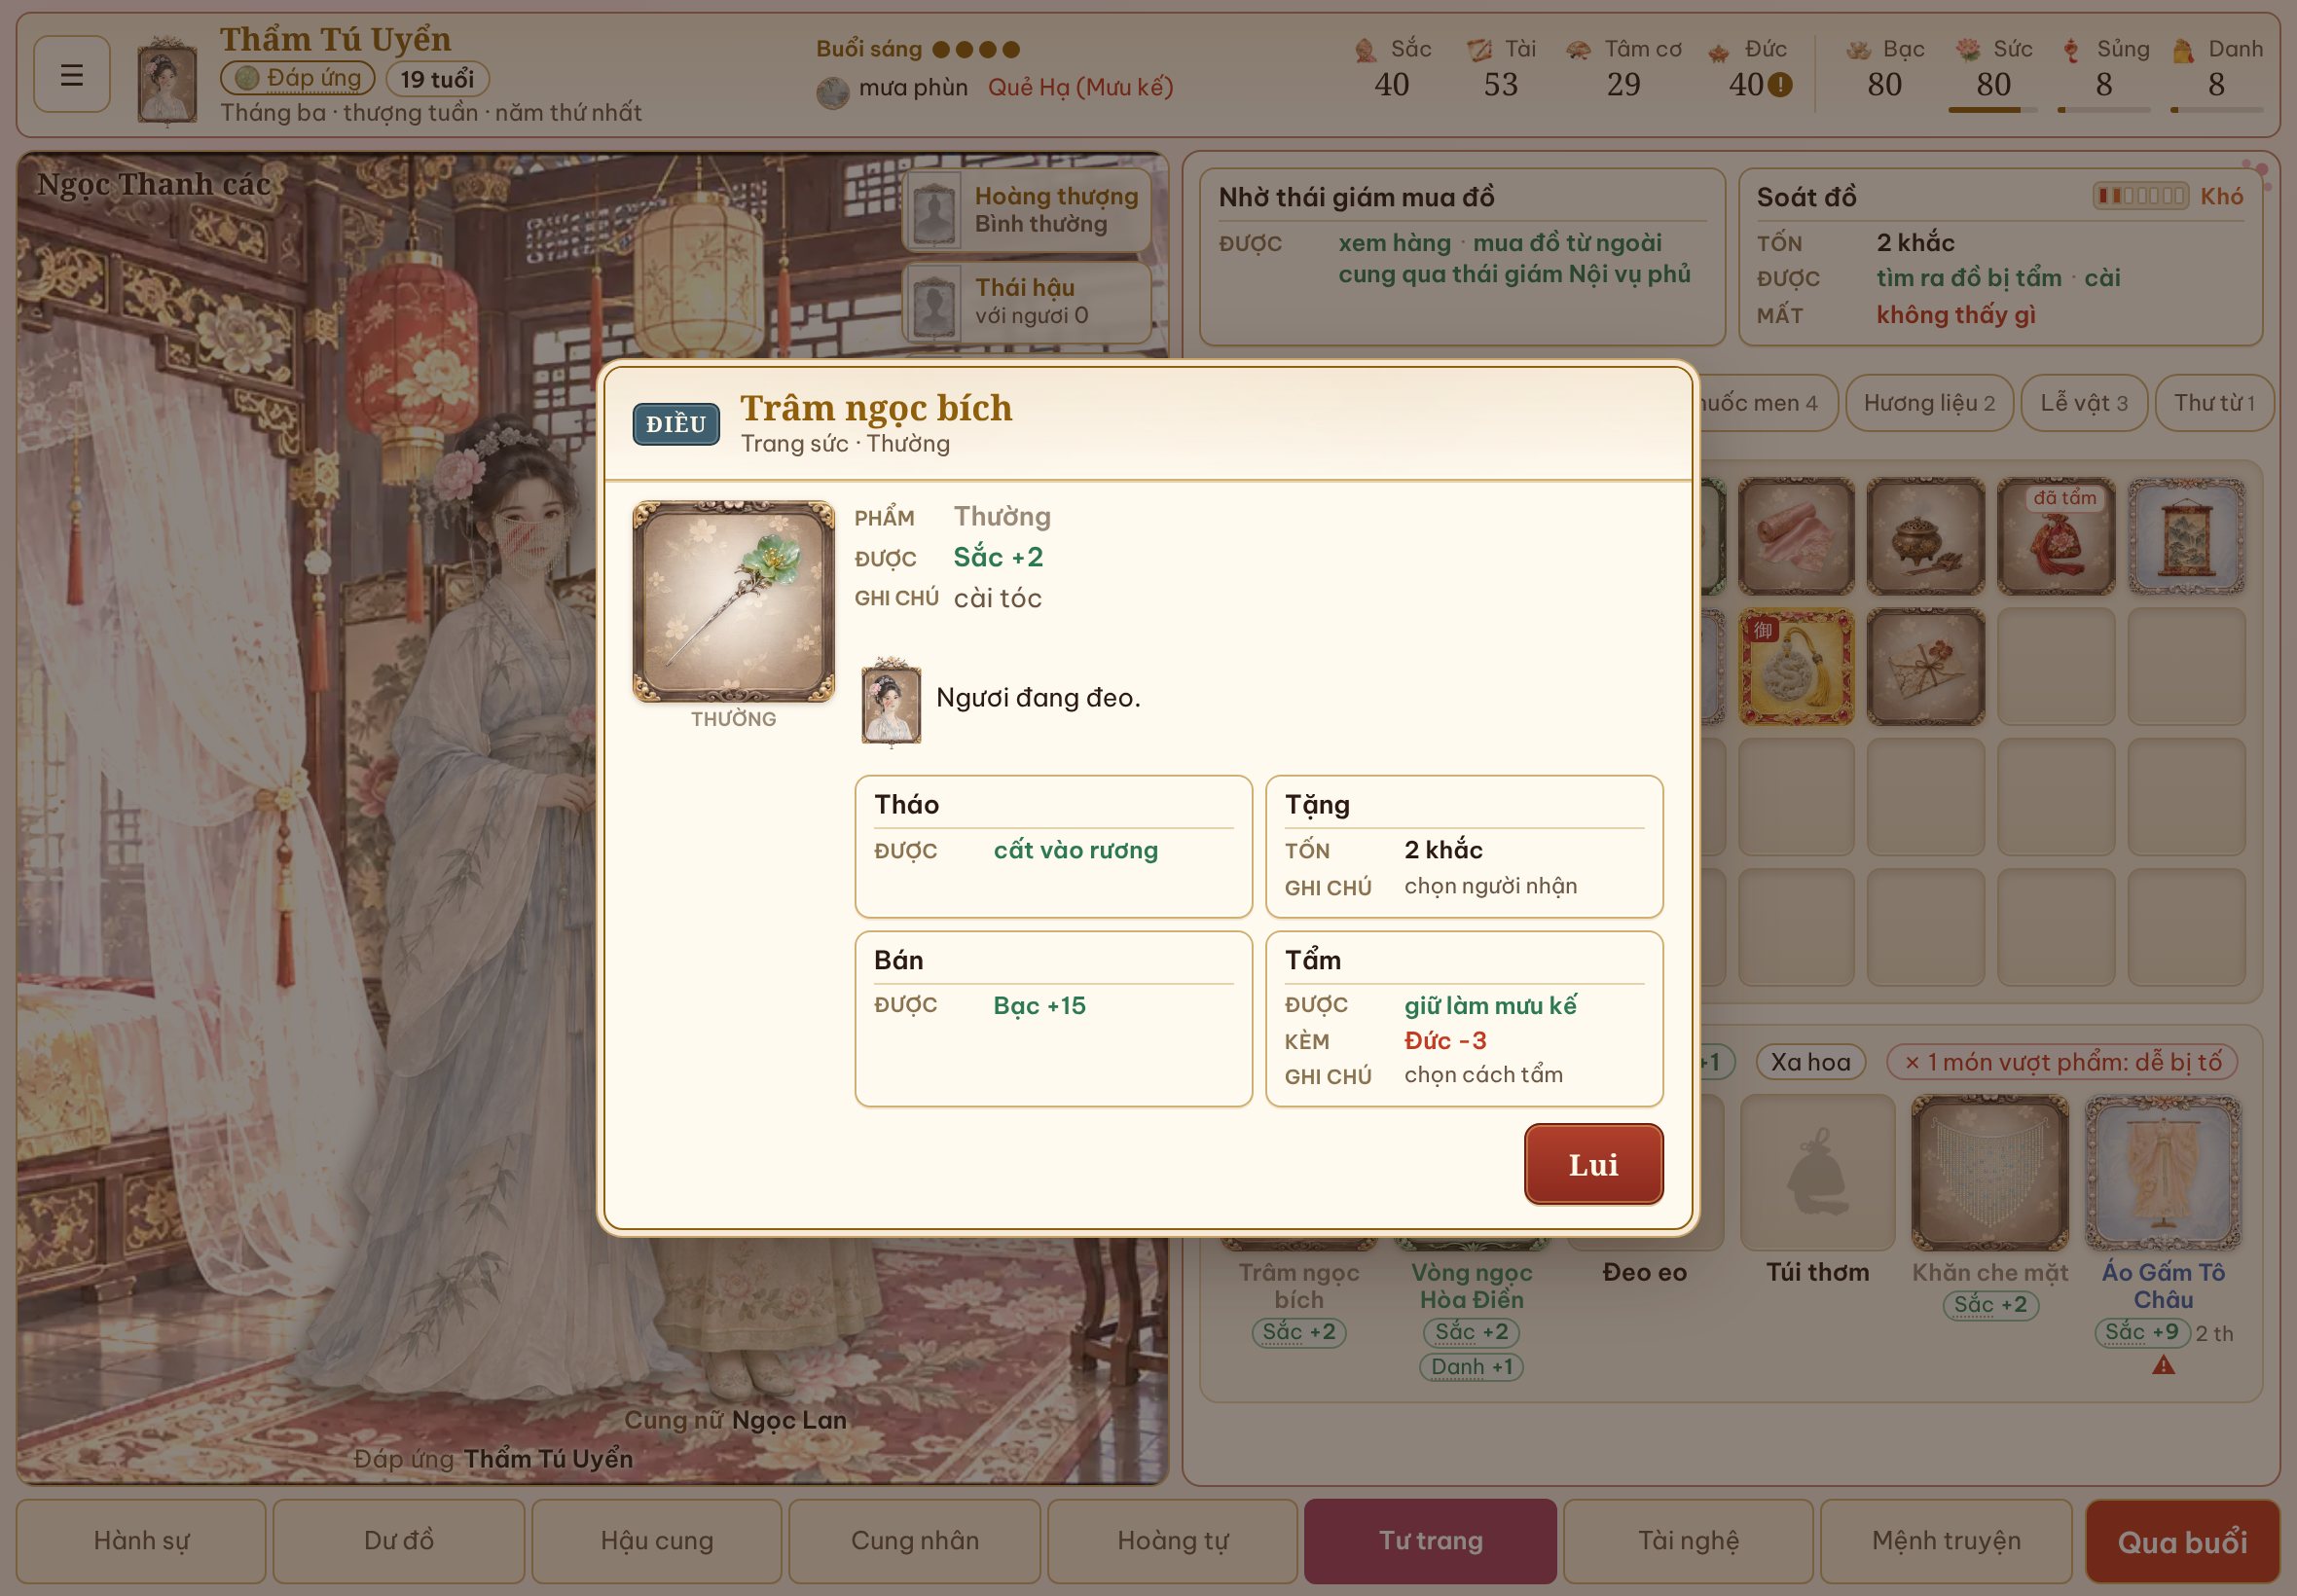 Thẩm Tú Uyển
Đáp ứng 19 tuổi
Tháng ba · thượng tuần · năm thứ nhất
Buổi sáng
mưa phùn Quẻ Hạ (Mưu kế)
Sắc Tài Tâm cơ Đức Bạc Sức Sủng Danh
40 53 29 40 ! 80 80 8 8
Ngọc Thanh các
Hoàng thượng
Bình thường
Thái hậu
với ngươi 0
Nhờ thái giám mua đồ
ĐƯỢC xem hàng · mua đồ từ ngoài
cung qua thái giám Nội vụ phủ
Soát đồ Khó
TỐN 2 khắc
ĐƯỢC tìm ra đồ bị tẩm · cài
MẤT không thấy gì
men 4 Hương liệu 2 Lễ vật 3 Thư từ 1
đã tẩm
御
ĐIỀU
Trâm ngọc bích
Trang sức · Thường
THƯỜNG
PHẨM Thường
ĐƯỢC Sắc +2
GHI CHÚ cài tóc
Ngươi đang đeo.
Tháo
ĐƯỢC cất vào rương
Tặng
TỐN 2 khắc
GHI CHÚ chọn người nhận
Bán
ĐƯỢC Bạc +15
Tẩm
ĐƯỢC giữ làm mưu kế
KÈM Đức -3
GHI CHÚ chọn cách tẩm
Lui
+1 Xa hoa × 1 món vượt phẩm: dễ bị tố
Trâm ngọc
bích
Sắc +2
Vòng ngọc
Hòa Điền
Sắc +2
Danh +1
Đeo eo
Túi thơm
Khăn che mặt
Sắc +2
Áo Gấm Tô
Châu
Sắc +9 2 th
Cung nữ Ngọc Lan
Đáp ứng Thẩm Tú Uyển
Hành sự Dư đồ Hậu cung Cung nhân Hoàng tự Tư trang Tài nghệ Mệnh truyện Qua buổi